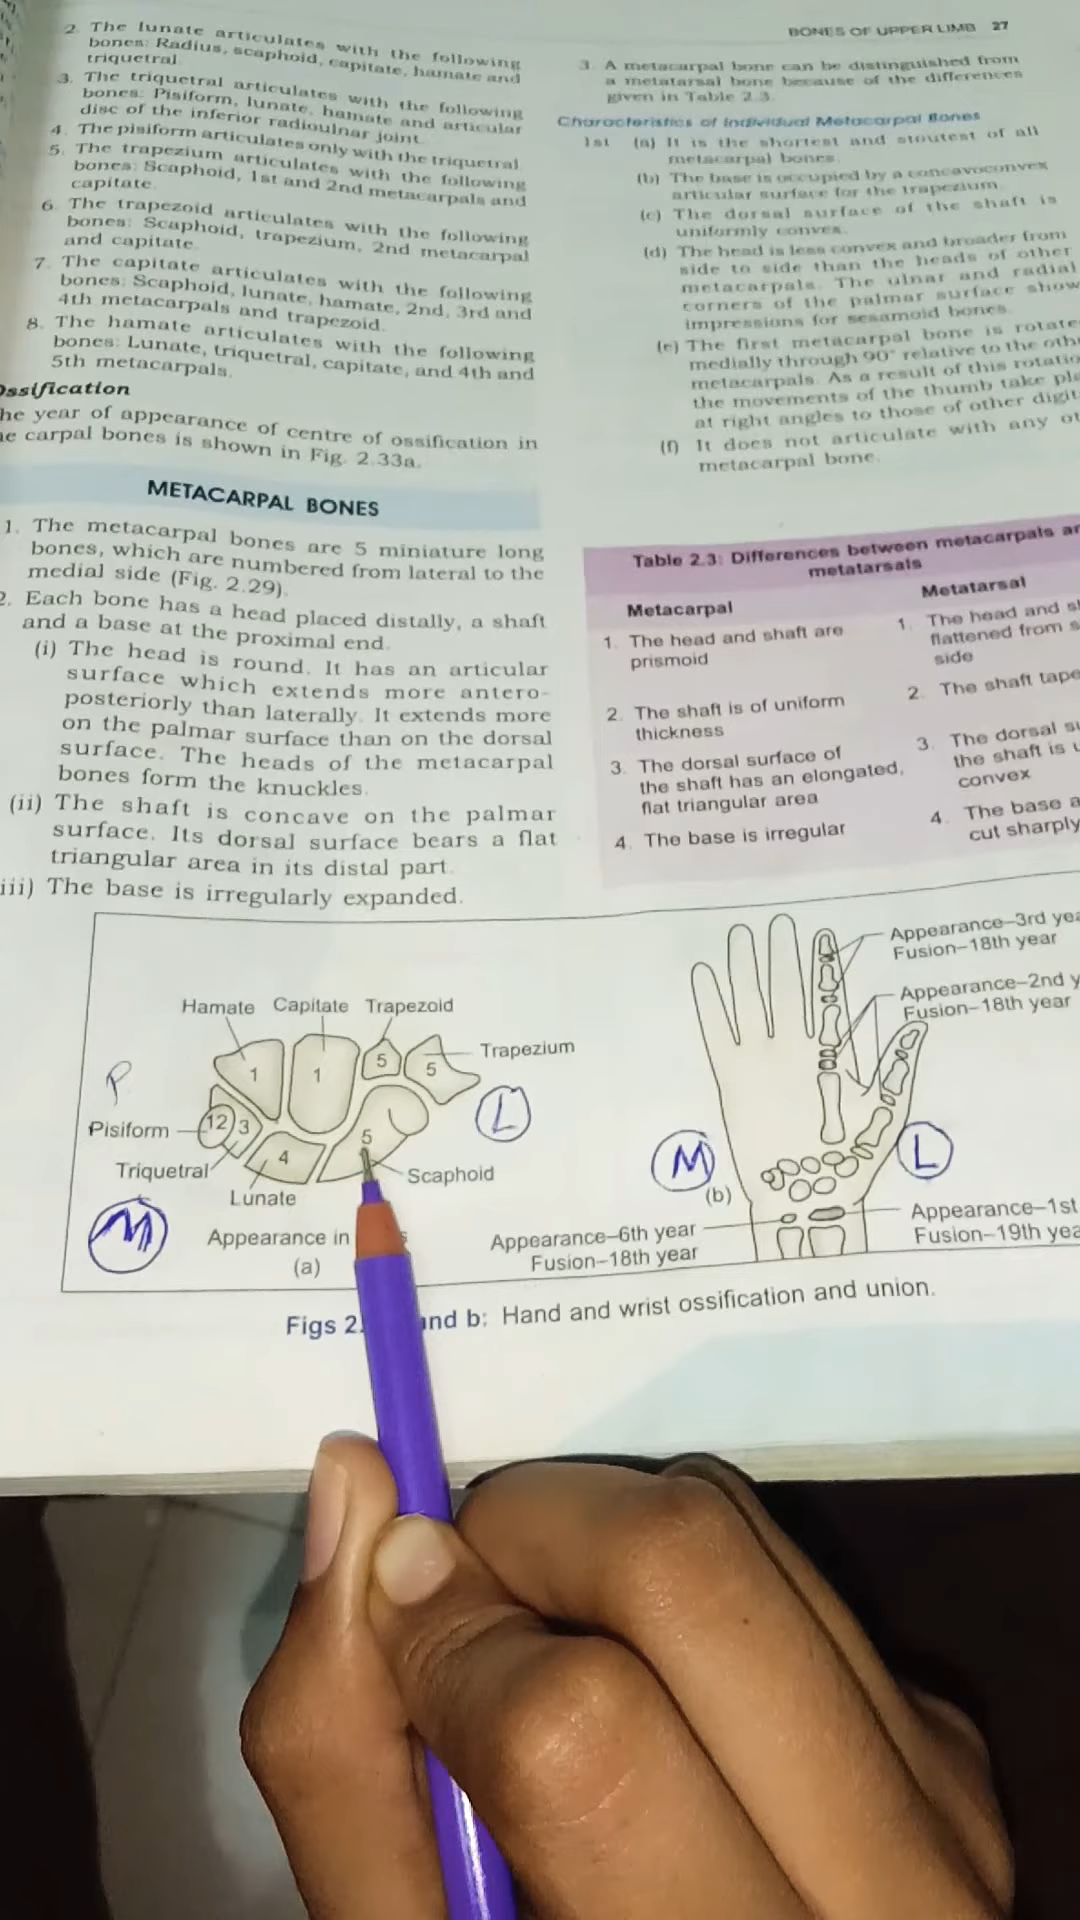 BONES OF UPPER LIMB 27
2. The lunate articulates with the following
bones: Radius, scaphoid, capitate, hamate and
triquetral.
3. The triquetral articulates with the following
bones: Pisiform, lunate, hamate and articular
disc of the inferior radioulnar joint.
4. The pisiform articulates only with the triquetral.
5. The trapezium articulates with the following
bones: Scaphoid, 1st and 2nd metacarpals and
capitate.
6. The trapezoid articulates with the following
bones: Scaphoid, trapezium, 2nd metacarpal
and capitate.
7. The capitate articulates with the following
bones: Scaphoid, lunate, hamate, 2nd, 3rd and
4th metacarpals and trapezoid.
8. The hamate articulates with the following
bones: Lunate, triquetral, capitate, and 4th and
5th metacarpals.
Ossification
he year of appearance of centre of ossification in
carpal bones is shown in Fig. 2.33a.
METACARPAL BONES
1. The metacarpal bones are 5 miniature long
bones, which are numbered from lateral to the
medial side (Fig. 2.29).
2. Each bone has a head placed distally, a shaft
and a base at the proximal end.
(i) The head is round. It has an articular
surface which extends more antero-
posteriorly than laterally. It extends more
on the palmar surface than on the dorsal
surface. The heads of the metacarpal
bones form the knuckles.
(ii) The shaft is concave on the palmar
surface. Its dorsal surface bears a flat
triangular area in its distal part.
iii) The base is irregularly expanded.
3. A metacarpal bone can be distinguished from
a metatarsal bone because of the differences
given in Table 2.3.
Characteristics of Individual Metacarpal Bones
1st (a) It is the shortest and stoutest of all
metacarpal bones.
(b) The base is occupied by a concavoconvex
articular surface for the trapezium.
(c) The dorsal surface of the shaft is
uniformly convex.
(d) The head is less convex and broader from
side to side than the heads of other
metacarpals. The ulnar and radial
corners of the palmar surface show
impressions for sesamoid bones.
(e) The first metacarpal bone is rotate
medially through 90° relative to the oth
metacarpals. As a result of this rotatio
the movements of the thumb take pla
at right angles to those of other digit
(f) It does not articulate with any ot
metacarpal bone.
Table 2.3: Differences between metacarpals an
metatarsals
Metacarpal Metatarsal
1. The head and shaft are
prismoid
1. The head and sh
flattened from s
side
2. The shaft is of uniform
thickness
2. The shaft tape
3. The dorsal surface of
the shaft has an elongated,
flat triangular area
3. The dorsal su
the shaft is u
convex
4. The base is irregular
4. The base a
cut sharply
Hamate Capitate Trapezoid
Trapezium
1 1 5 5
P
L
Pisiform 12 3
5
4
Triquetral
Scaphoid
Lunate
M
Appearance in
(a)
Appearance–3rd yea
Fusion–18th year
Appearance–2nd y
Fusion–18th year
M L
(b)
Appearance–6th year
Fusion–18th year
Appearance–1st
Fusion–19th yea
Figs 2. nd b: Hand and wrist ossification and union.